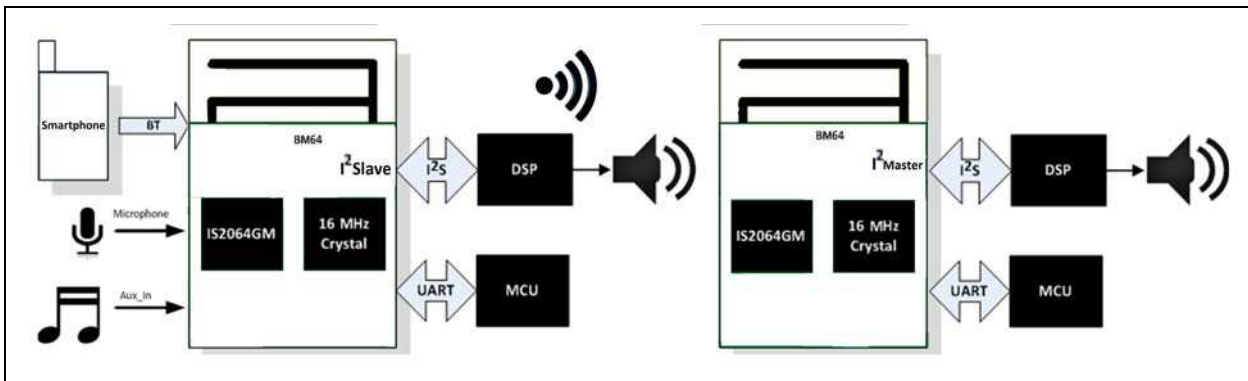 Smartphone
BT
Microphone
Aux_In
BM64
I²Slave
IS2064GM
16 MHz
Crystal
I²S
DSP
UART
MCU
BM64
I²Master
IS2064GM
16 MHz
Crystal
I²S
DSP
UART
MCU